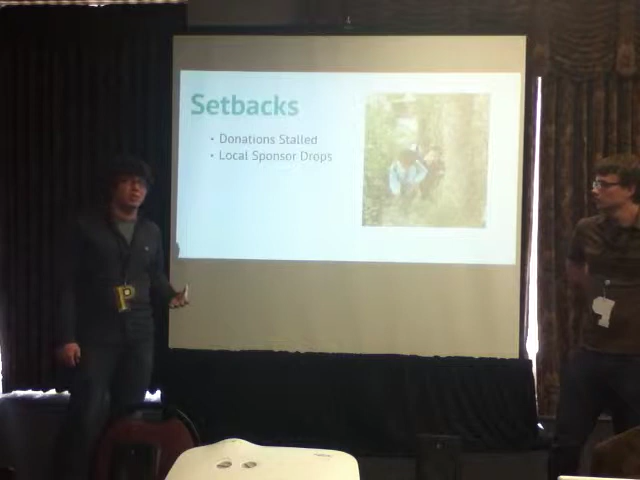 Setbacks
• Donations Stalled
• Local Sponsor Drops
P